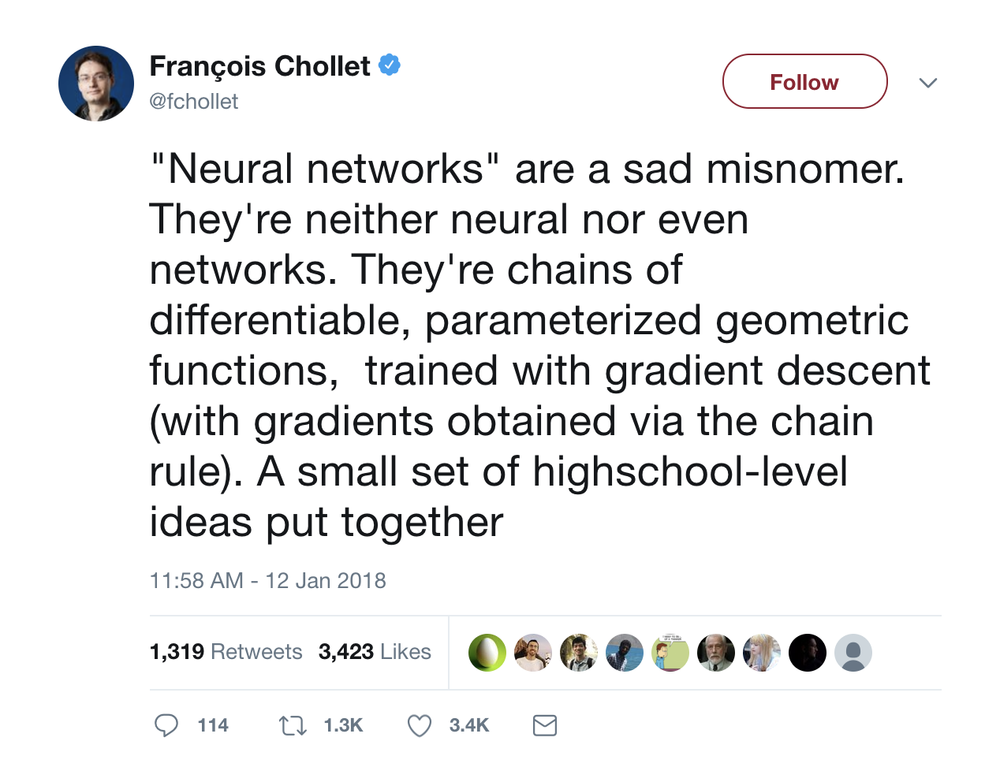 François Chollet
@fchollet
Follow
"Neural networks" are a sad misnomer.
They're neither neural nor even
networks. They're chains of
differentiable, parameterized geometric
functions,  trained with gradient descent
(with gradients obtained via the chain
rule). A small set of highschool-level
ideas put together
11:58 AM - 12 Jan 2018
1,319 Retweets 3,423 Likes
114 1.3K 3.4K